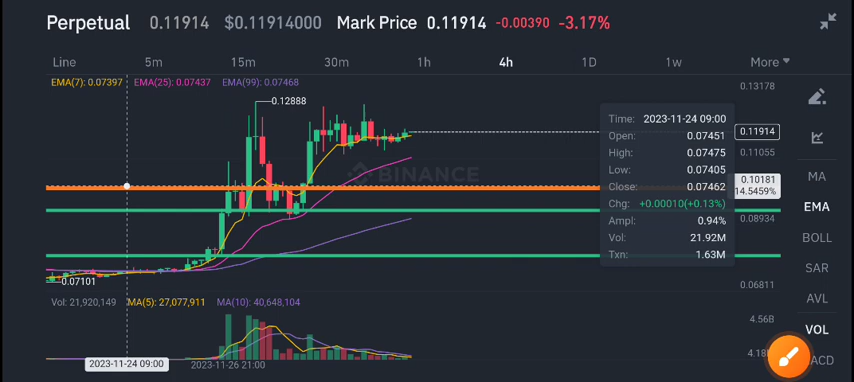 Perpetual 0.11914 $0.11914000 Mark Price 0.11914 -0.00390 -3.17%
Line 5m 15m 30m 1h 4h 1D 1w More
EMA(7): 0.07397 EMA(25): 0.07437 EMA(99): 0.07468
0.13178
0.12888
Time: 2023-11-24 09:00
Open: 0.07451
High: 0.07475
Low: 0.07405
Close: 0.07462
Chg: +0.00010(+0.13%)
Ampl: 0.94%
Vol: 21.92M
Txn: 1.63M
0.11914
0.11055
BINANCE
0.10181
14.5459%
0.08934
0.07101
0.06811
MA
EMA
BOLL
SAR
AVL
VOL
Vol: 21,920,149 MA(5): 27,077,911 MA(10): 40,648,104
4.56B
2023-11-24 09:00
2023-11-26 21:00